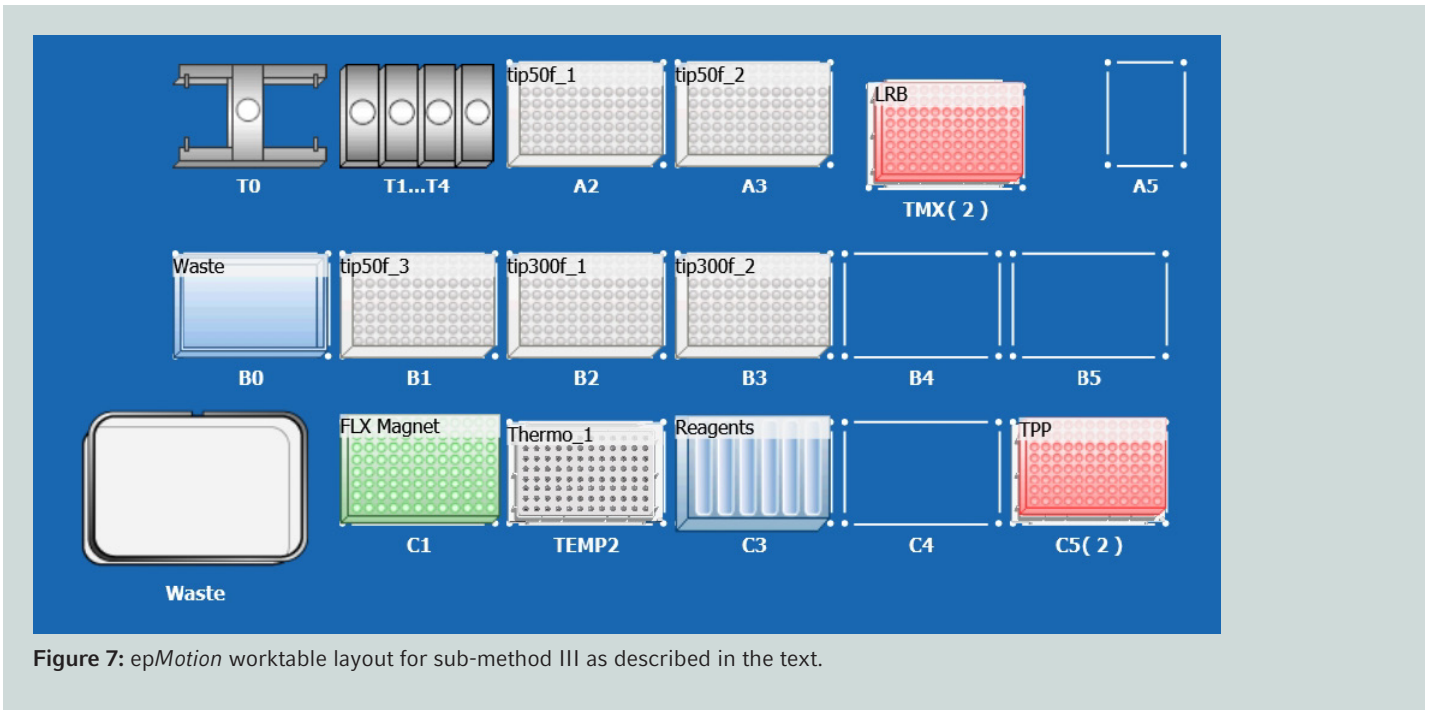 tip50f_1
tip50f_2
LRB
T0
T1...T4
A2
A3
A5
TMX( 2 )
Waste
tip50f_3
tip300f_1
tip300f_2
B0
B1
B2
B3
B4
B5
FLX Magnet
Thermo_1
Reagents
TPP
C1
TEMP2
C3
C4
C5( 2 )
Waste
Figure 7: epMotion worktable layout for sub-method III as described in the text.